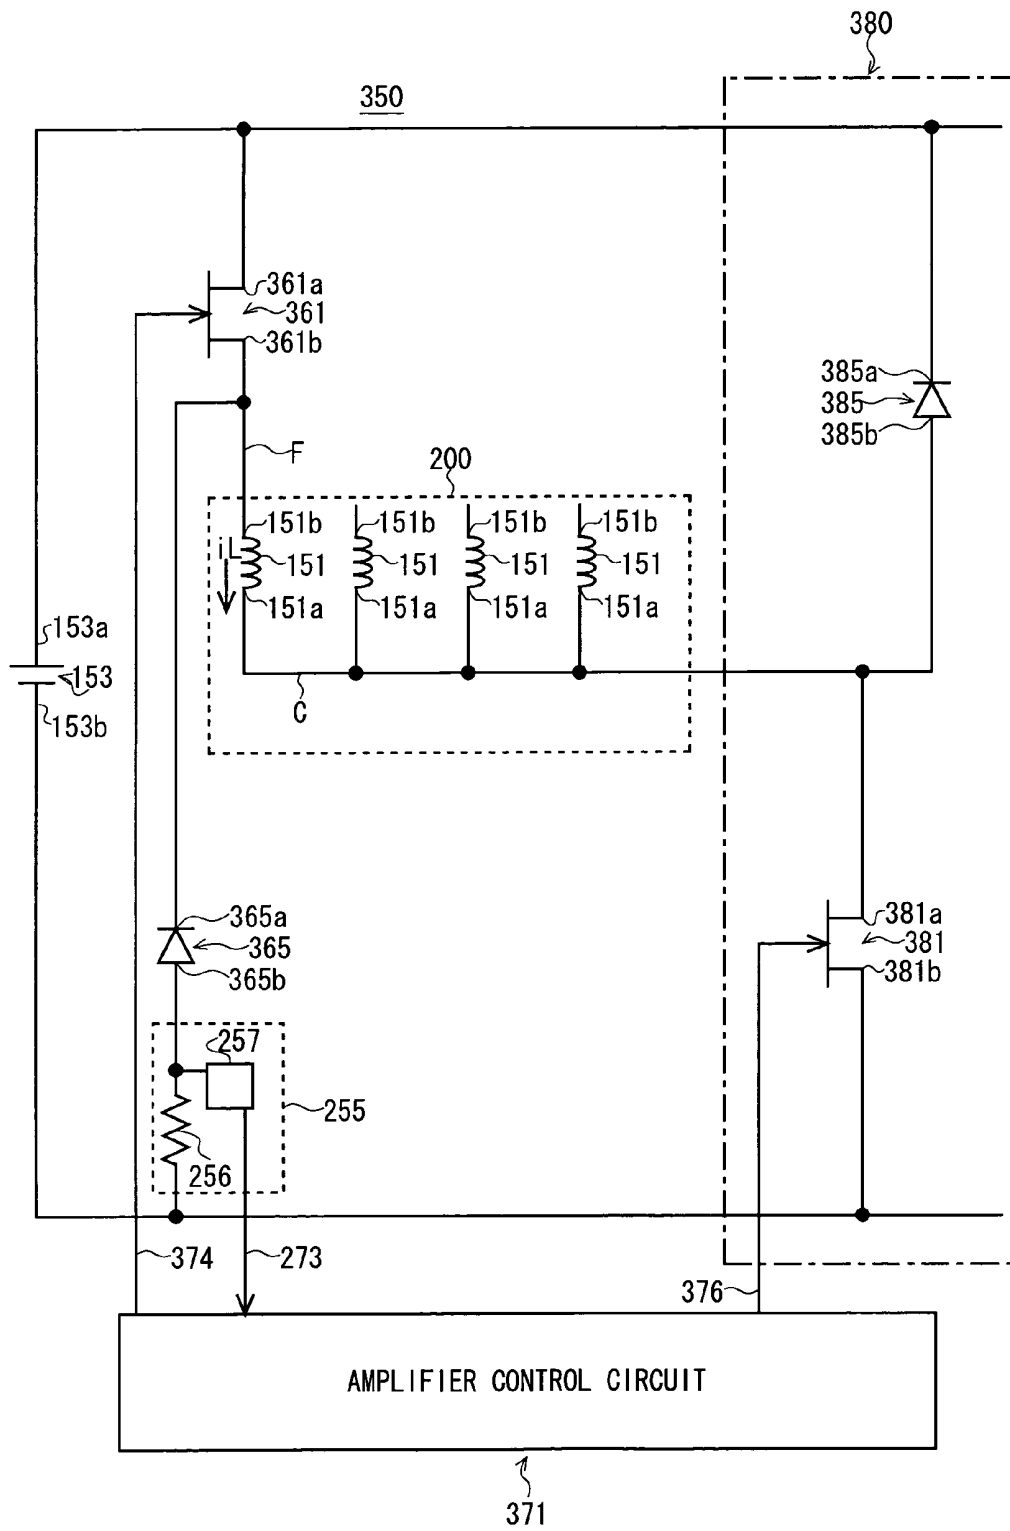 380
350
361a
361
361b
385a
385
385b
F
200
151b 151b 151b 151b
iL 151 151 151 151
151a 151a 151a 151a
153a
153
153b
C
365a
365
365b
381a
381
381b
257
255
256
374
273
376
AMPLIFIER CONTROL CIRCUIT
371